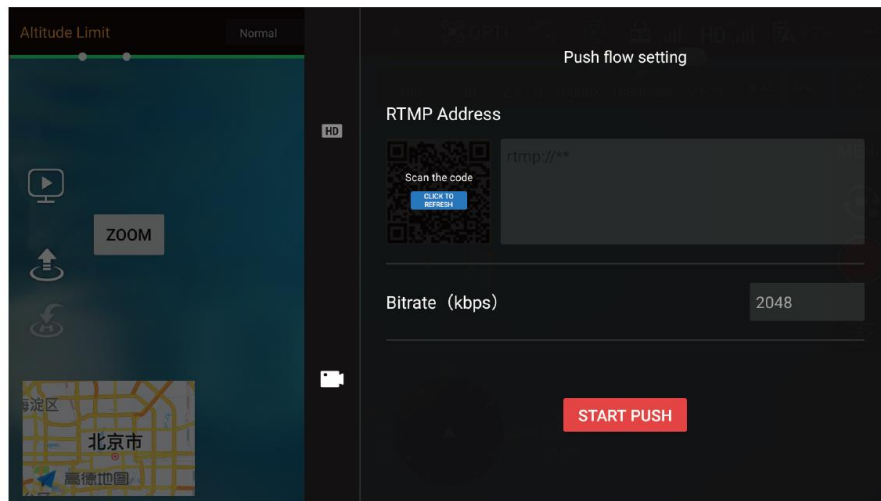 Altitude Limit
Normal
Push flow setting
RTMP Address
HD
rtmp://**
Scan the code
CLICK TO
REFRESH
ZOOM
Bitrate（kbps）
2048
海淀区
北京市
START PUSH
高德地图